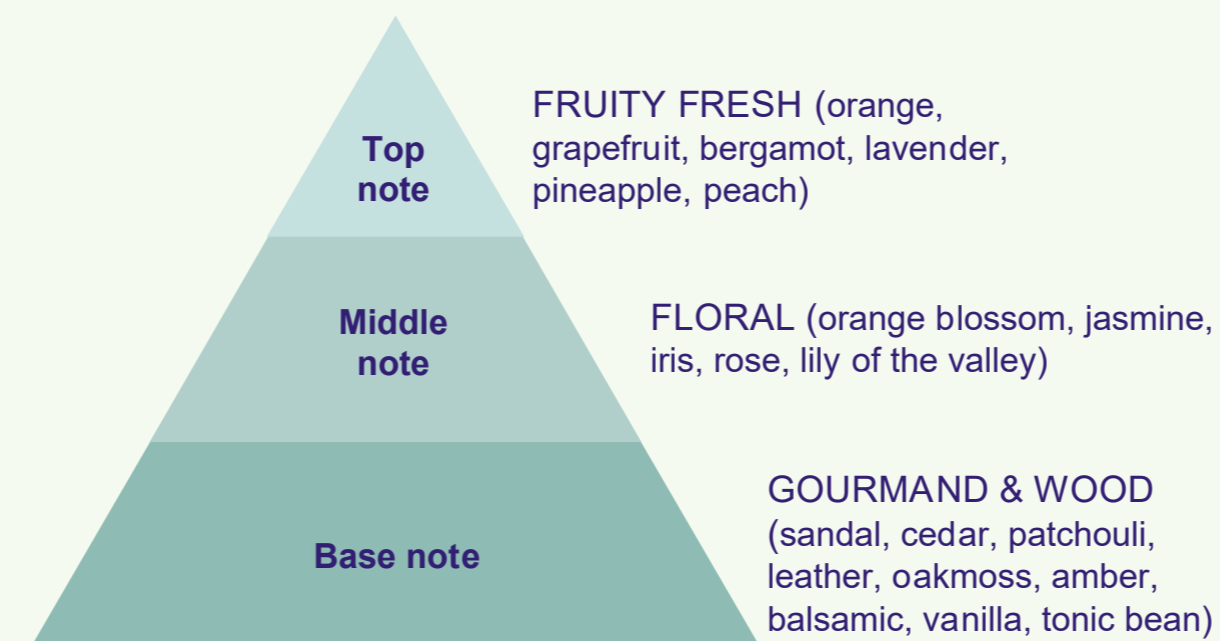 Top
note
FRUITY FRESH (orange,
grapefruit, bergamot, lavender,
pineapple, peach)
Middle
note
FLORAL (orange blossom, jasmine,
iris, rose, lily of the valley)
Base note
GOURMAND & WOOD
(sandal, cedar, patchouli,
leather, oakmoss, amber,
balsamic, vanilla, tonic bean)